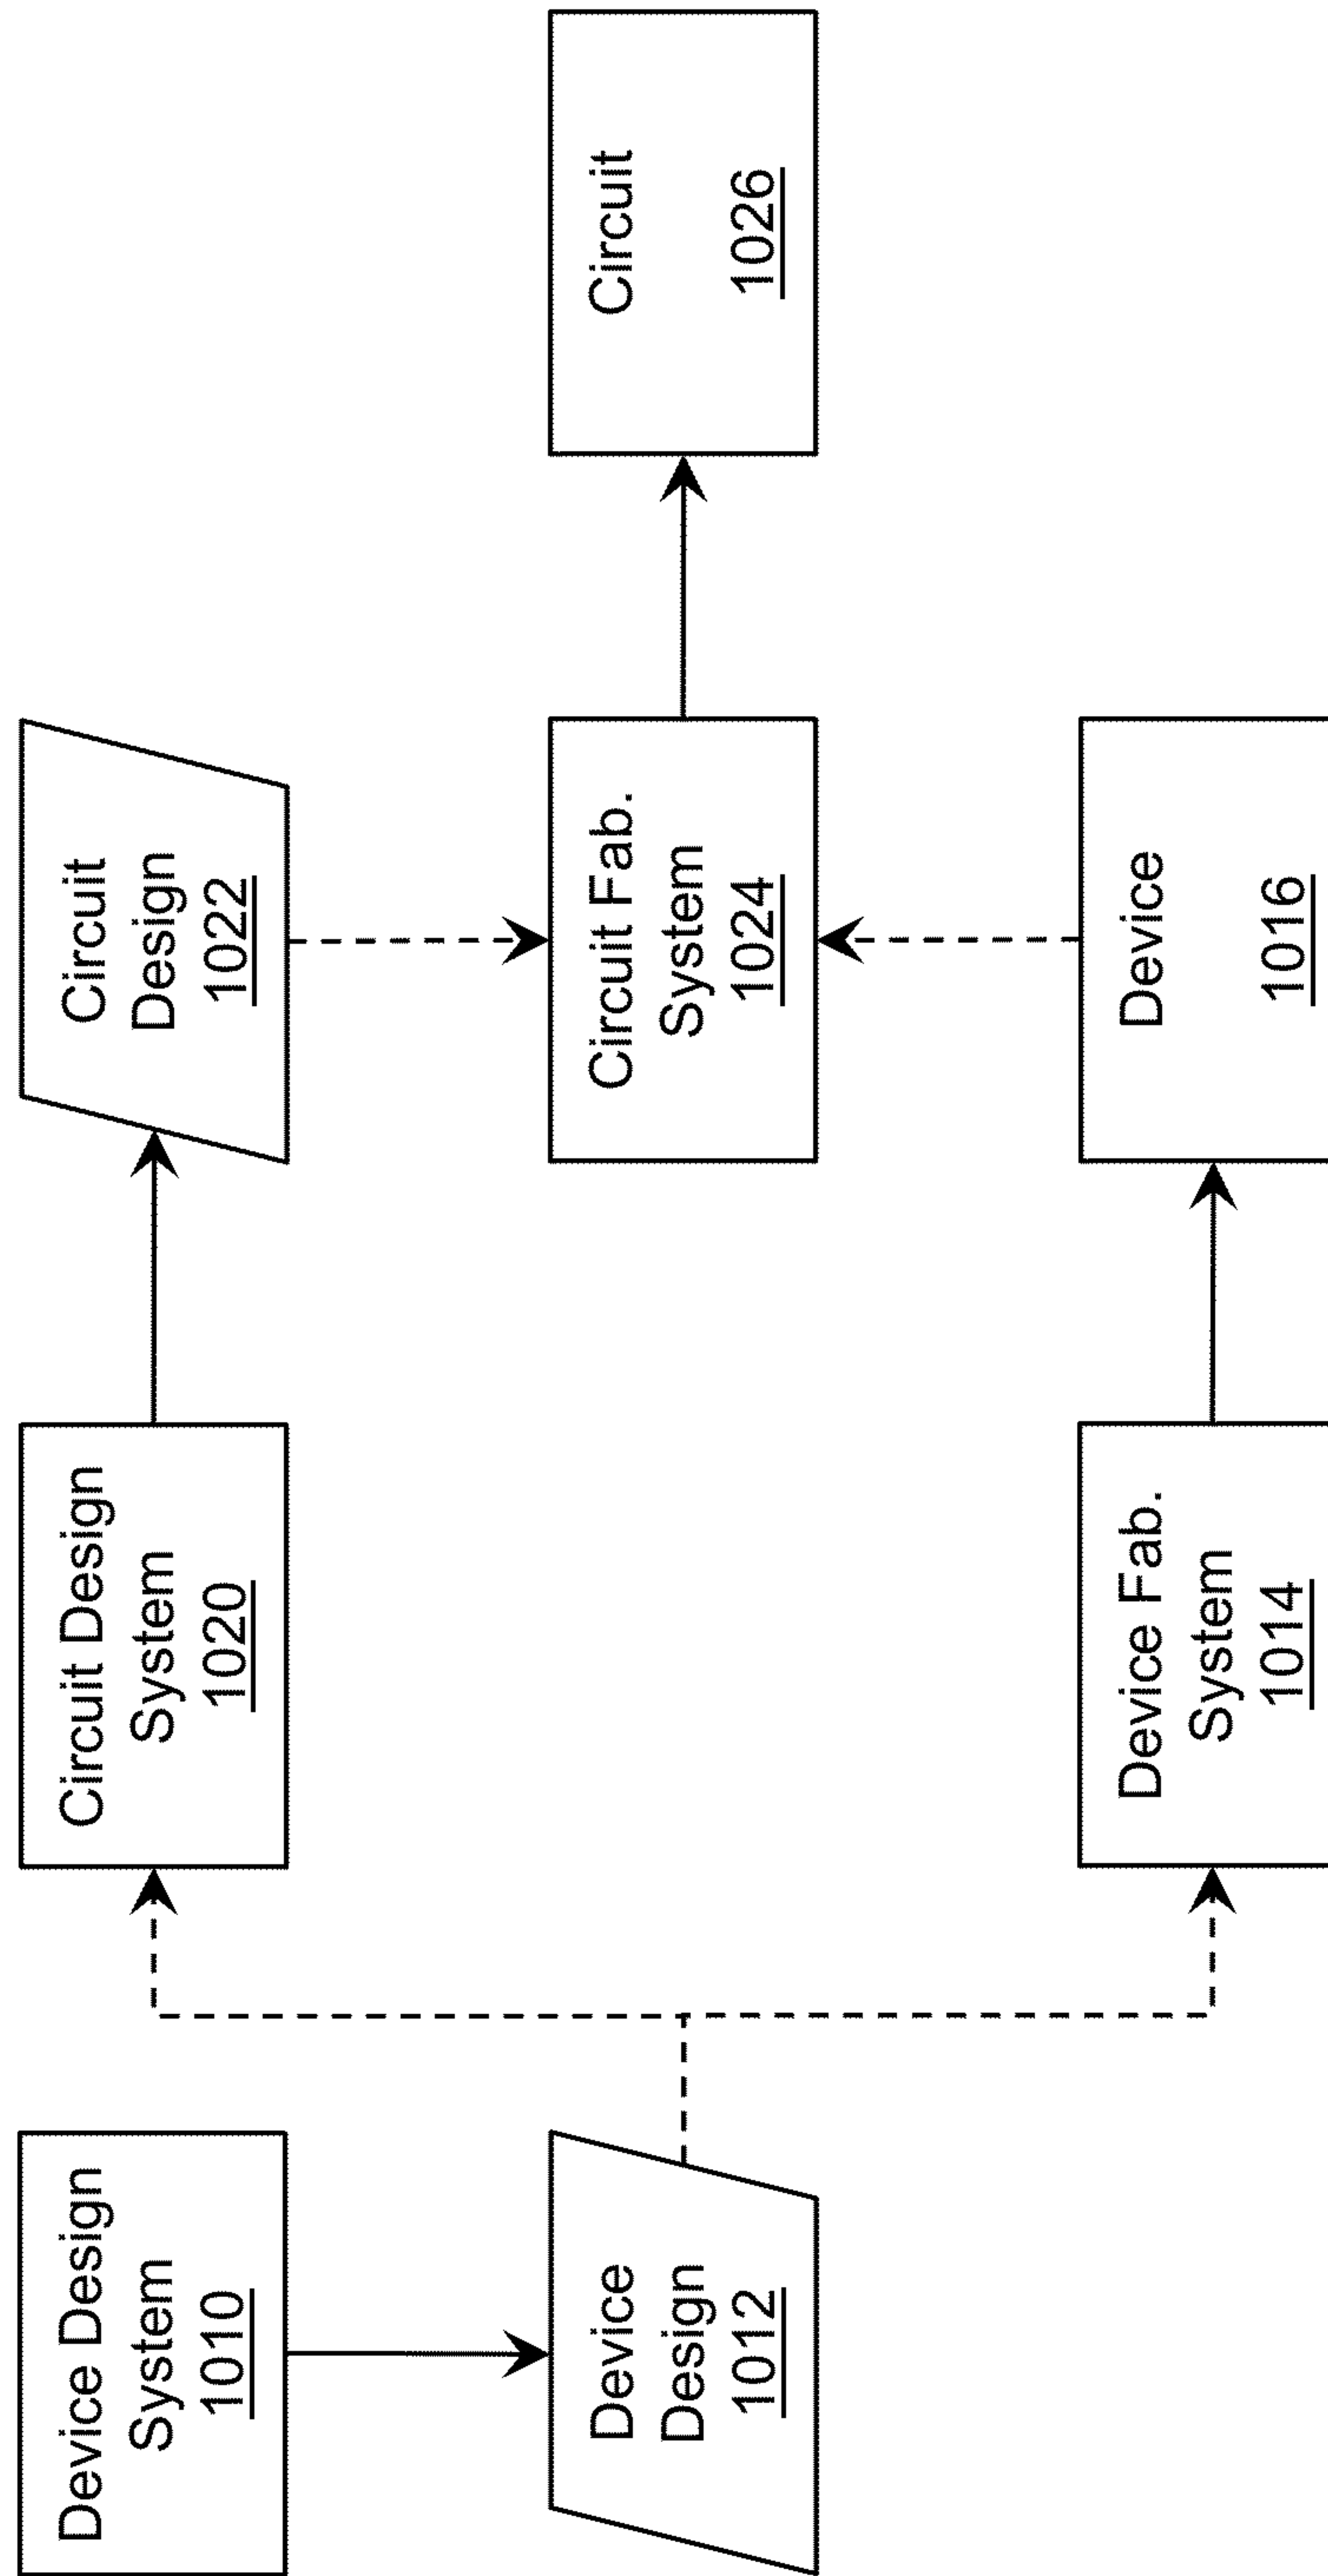 Device Design
System
1010
Device
Design
1012
Circuit Design
System
1020
Device Fab.
System
1014
Circuit
Design
1022
Circuit Fab.
System
1024
Device
1016
Circuit
1026